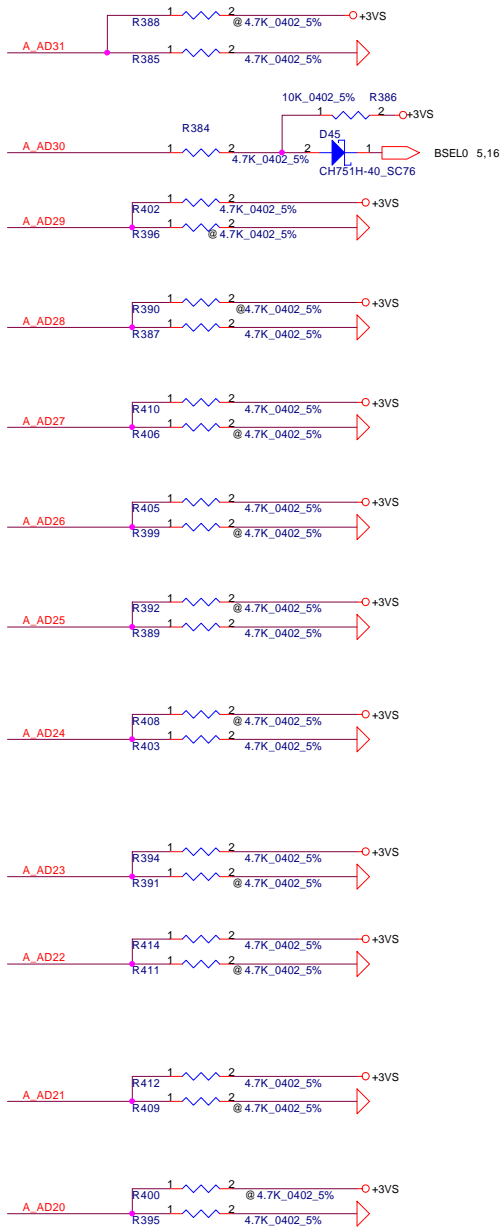 R388 1 2 @ 4.7K_0402_5% +3VS
A_AD31
R385 1 2 4.7K_0402_5%
10K_0402_5% R386
1 2 +3VS
R384
D45
A_AD30 1 2 4.7K_0402_5% 2 1 BSEL0 5,16
CH751H-40_SC76
R402 1 2 4.7K_0402_5% +3VS
A_AD29
R396 1 2 @ 4.7K_0402_5%
R390 1 2 @4.7K_0402_5% +3VS
A_AD28
R387 1 2 4.7K_0402_5%
R410 1 2 4.7K_0402_5% +3VS
A_AD27
R406 1 2 @ 4.7K_0402_5%
R405 1 2 4.7K_0402_5% +3VS
A_AD26
R399 1 2 @ 4.7K_0402_5%
R392 1 2 @ 4.7K_0402_5% +3VS
A_AD25
R389 1 2 4.7K_0402_5%
R408 1 2 @ 4.7K_0402_5% +3VS
A_AD24
R403 1 2 4.7K_0402_5%
R394 1 2 4.7K_0402_5% +3VS
A_AD23
R391 1 2 @ 4.7K_0402_5%
R414 1 2 4.7K_0402_5% +3VS
A_AD22
R411 1 2 @ 4.7K_0402_5%
R412 1 2 4.7K_0402_5% +3VS
A_AD21
R409 1 2 @ 4.7K_0402_5%
R400 1 2 @ 4.7K_0402_5% +3VS
A_AD20
R395 1 2 4.7K_0402_5%